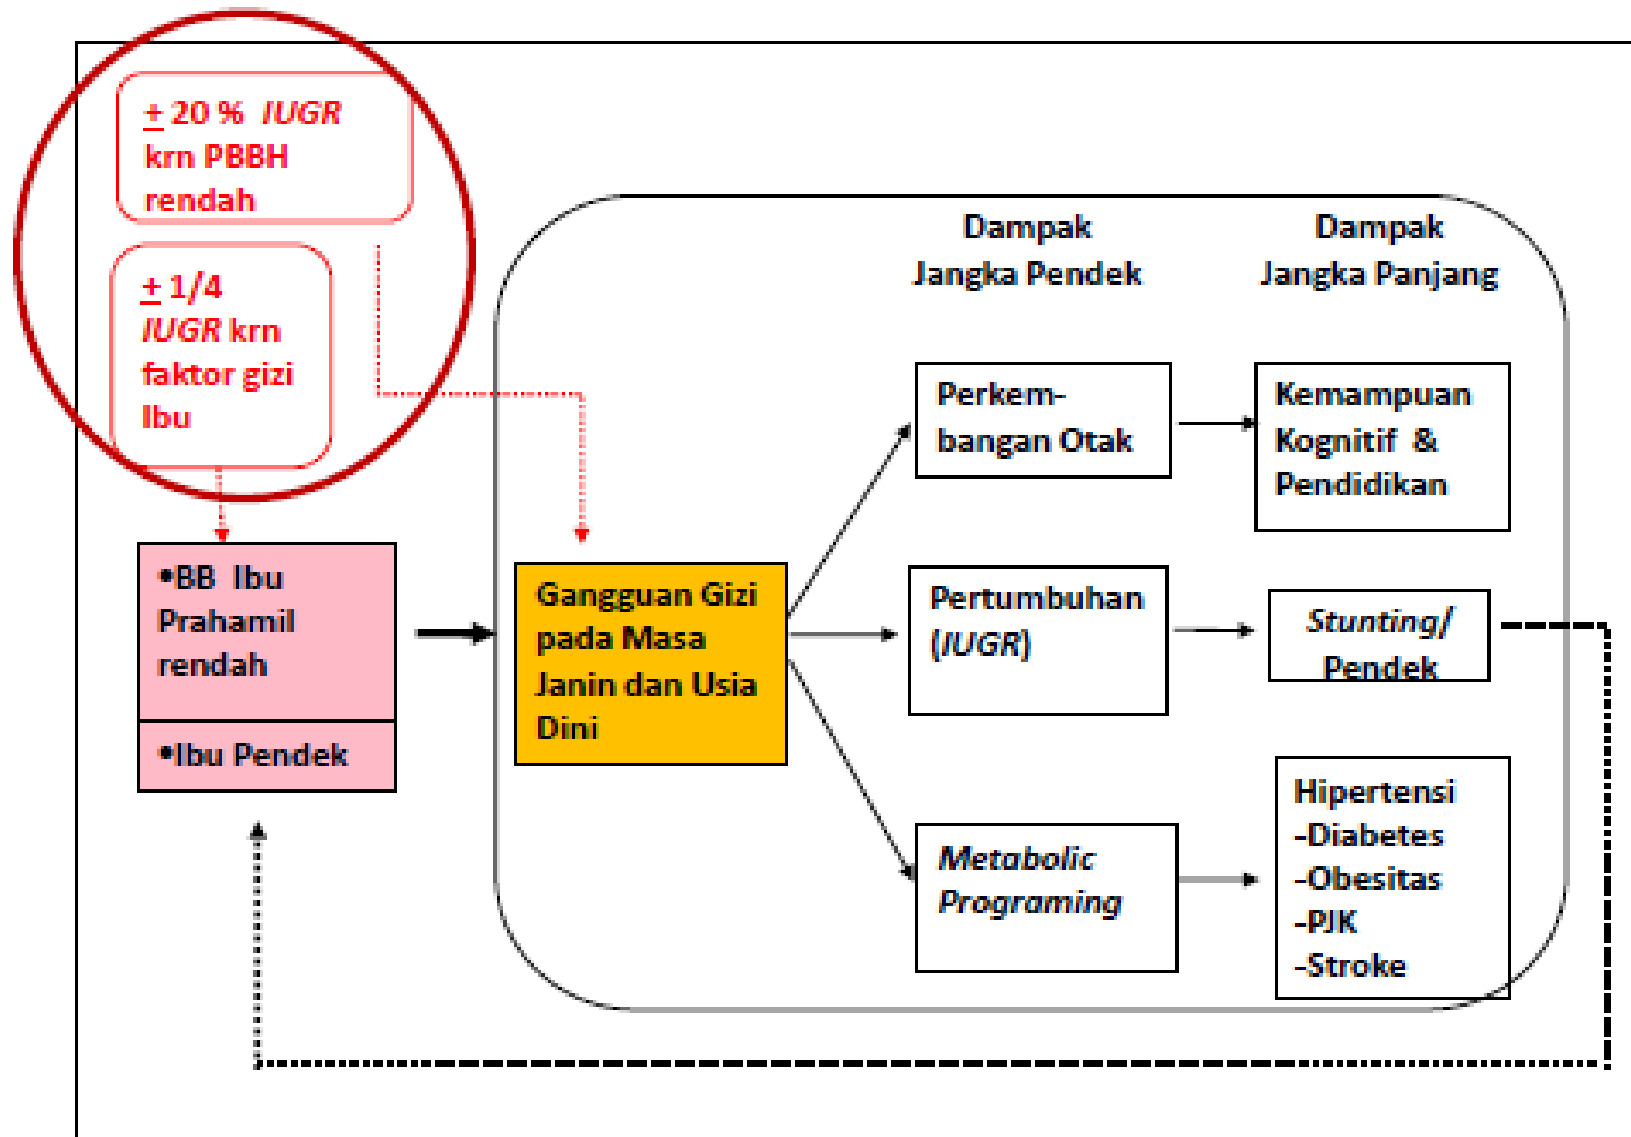 ± 20 % IUGR
krn PBBH
rendah
± 1/4
IUGR krn
faktor gizi
Ibu
•BB Ibu
Prahamil
rendah
•Ibu Pendek
Gangguan Gizi
pada Masa
Janin dan Usia
Dini
Dampak
Jangka Pendek
Perkem-
bangan Otak
Pertumbuhan
(IUGR)
Metabolic
Programing
Dampak
Jangka Panjang
Kemampuan
Kognitif &
Pendidikan
Stunting/
Pendek
Hipertensi
-Diabetes
-Obesitas
-PJK
-Stroke